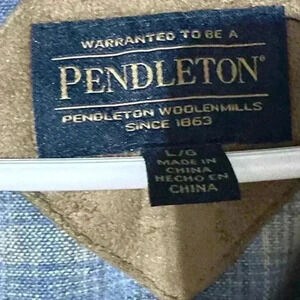 WARRANTED TO BE A
PENDLETON®
PENDLETON WOOLEN MILLS
SINCE 1863
L/G
MADE IN
CHINA
HECHO EN
CHINA